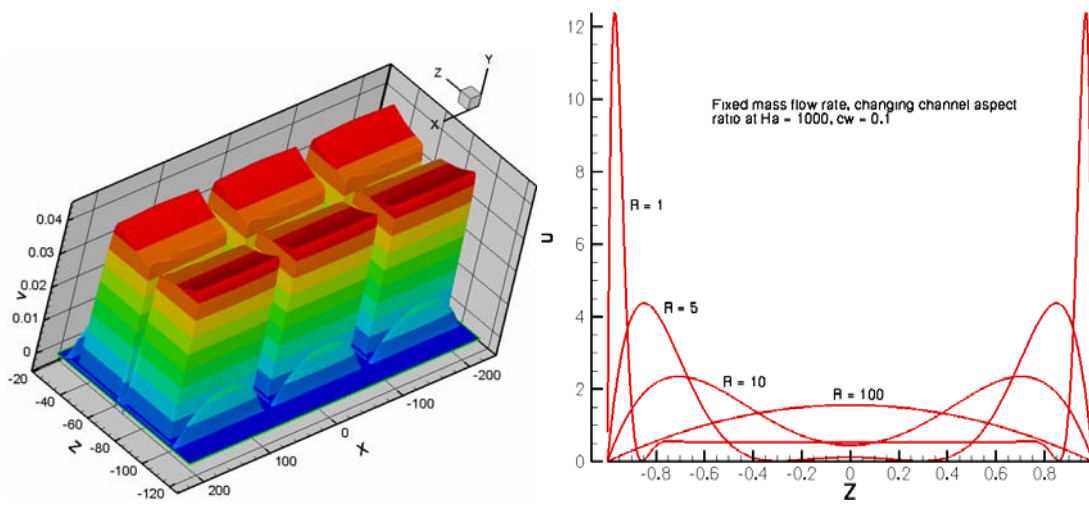 Y
Z
X
0.04
0.03
0.02
v
0
-20
-40
-60
Z
-80
-100
-120
200
100
0
X
-100
-200
12
10
8
6
u
4
2
0
Fixed mass flow rate, changing channel aspect
ratio at Ha = 1000, cw = 0.1
R = 1
R = 5
R = 10
R = 100
-0.8
-0.6
-0.4
-0.2
0
0.2
0.4
0.6
0.8
Z